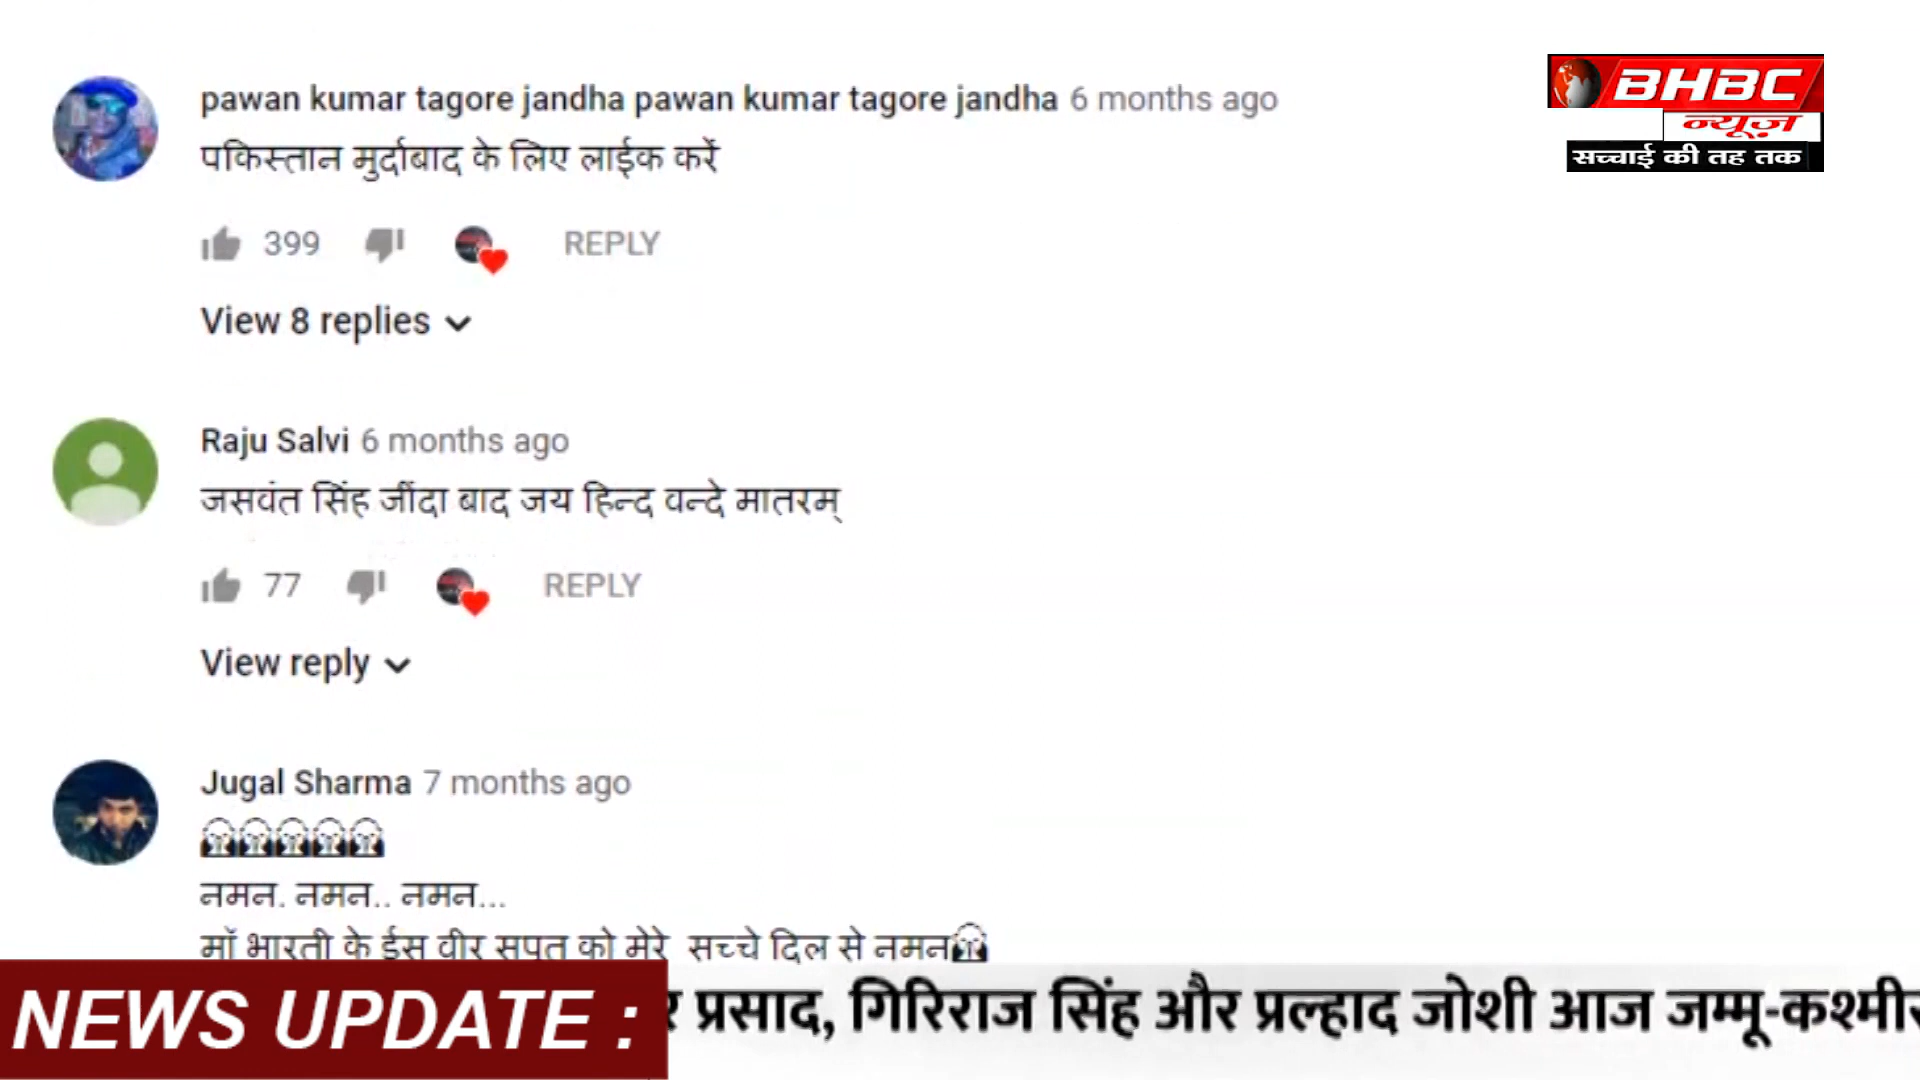 BHBC
न्यूज़
सच्चाई की तह तक
pawan kumar tagore jandha pawan kumar tagore jandha 6 months ago
पकिस्तान मुर्दाबाद के लिए लाईक करें
399 REPLY
View 8 replies
Raju Salvi 6 months ago
जसवंत सिंह जींदा बाद जय हिन्द वन्दे मातरम्
77 REPLY
View reply
Jugal Sharma 7 months ago
नमन. नमन.. नमन...
माँ भारती के ईस वीर सपूत को मेरे सच्चे दिल से नमन
NEWS UPDATE : प्रसाद, गिरिराज सिंह और प्रल्हाद जोशी आज जम्मू-कश्मीर